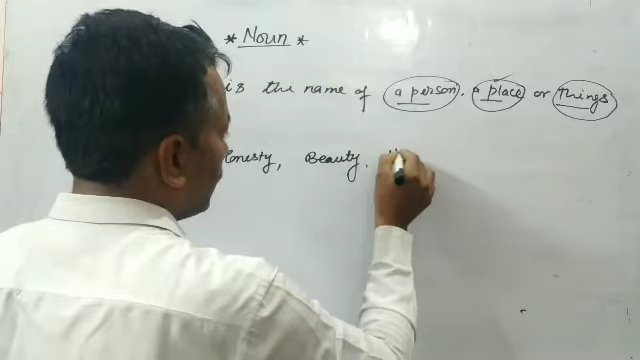 * Noun *
is the name of a person, a place or things
onesty, Beauty,